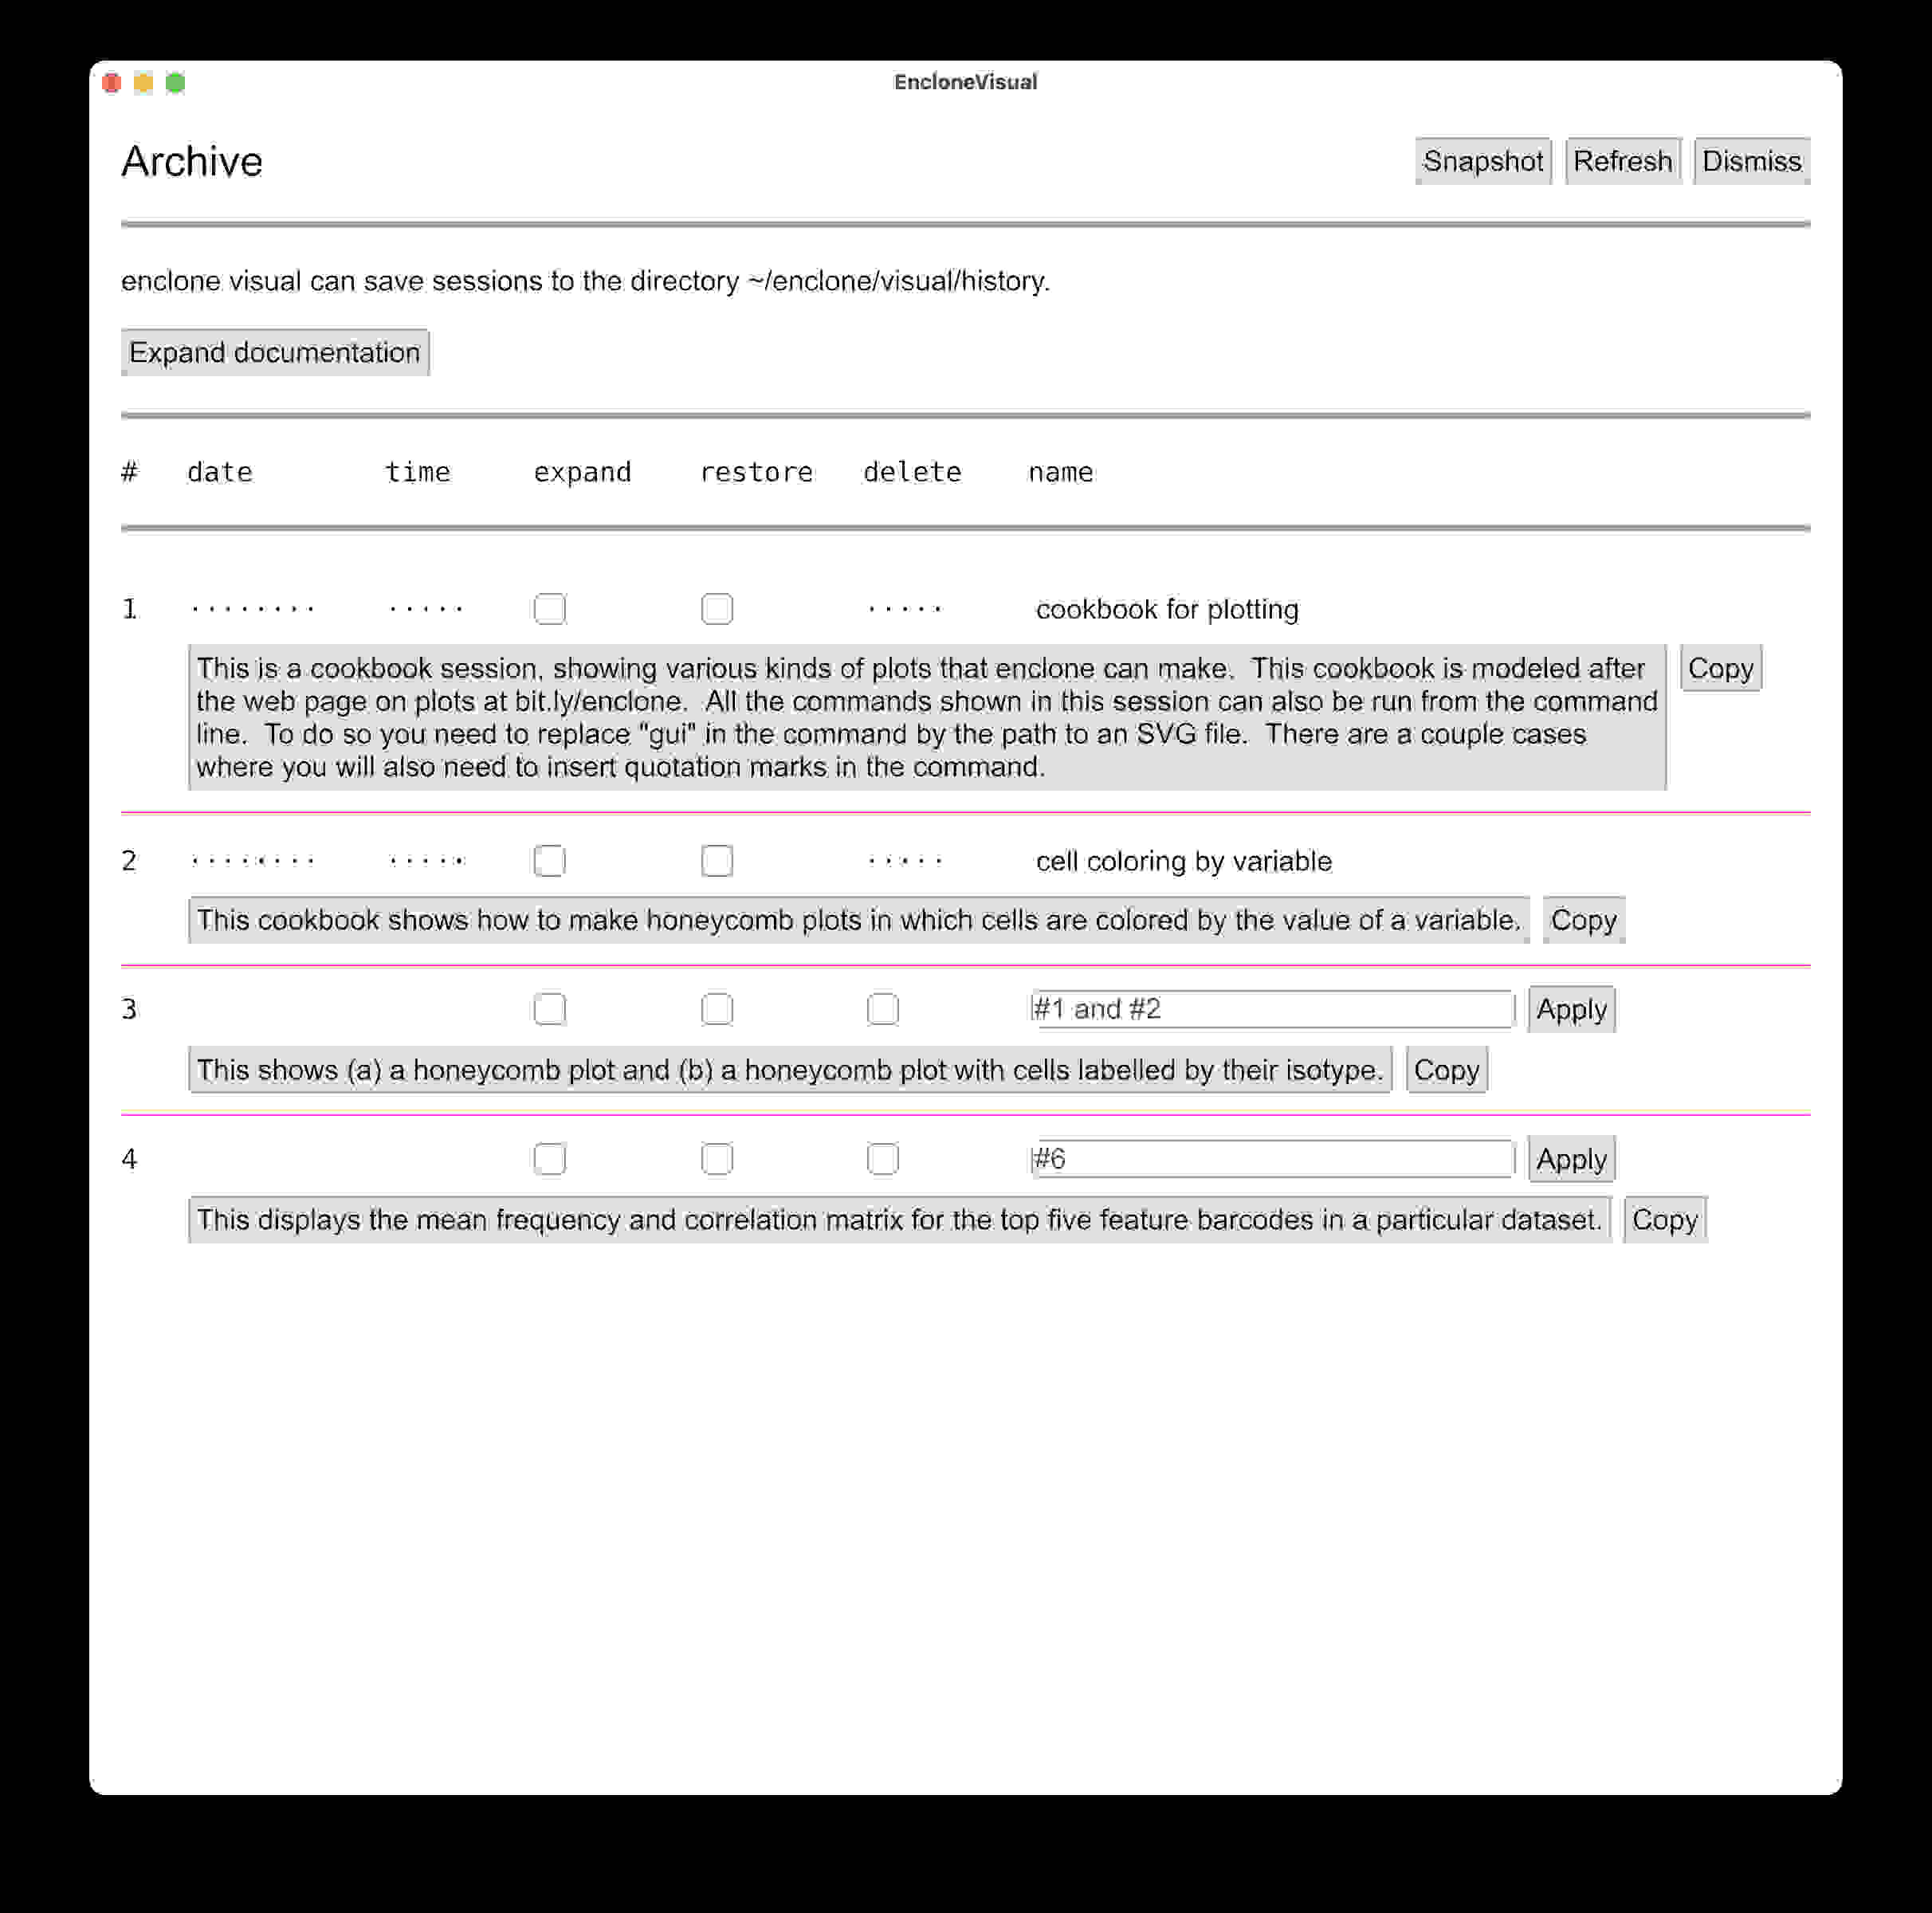 EncloneVisual
Archive Snapshot Refresh Dismiss
enclone visual can save sessions to the directory ~/enclone/visual/history.
Expand documentation
# date time expand restore delete name
1 ........ ..... ..... cookbook for plotting
This is a cookbook session, showing various kinds of plots that enclone can make.  This cookbook is modeled after Copy
the web page on plots at bit.ly/enclone.  All the commands shown in this session can also be run from the command
line.  To do so you need to replace "gui" in the command by the path to an SVG file.  There are a couple cases
where you will also need to insert quotation marks in the command.
2 ........ ..... ..... cell coloring by variable
This cookbook shows how to make honeycomb plots in which cells are colored by the value of a variable. Copy
3 #1 and #2 Apply
This shows (a) a honeycomb plot and (b) a honeycomb plot with cells labelled by their isotype. Copy
4 #6 Apply
This displays the mean frequency and correlation matrix for the top five feature barcodes in a particular dataset. Copy